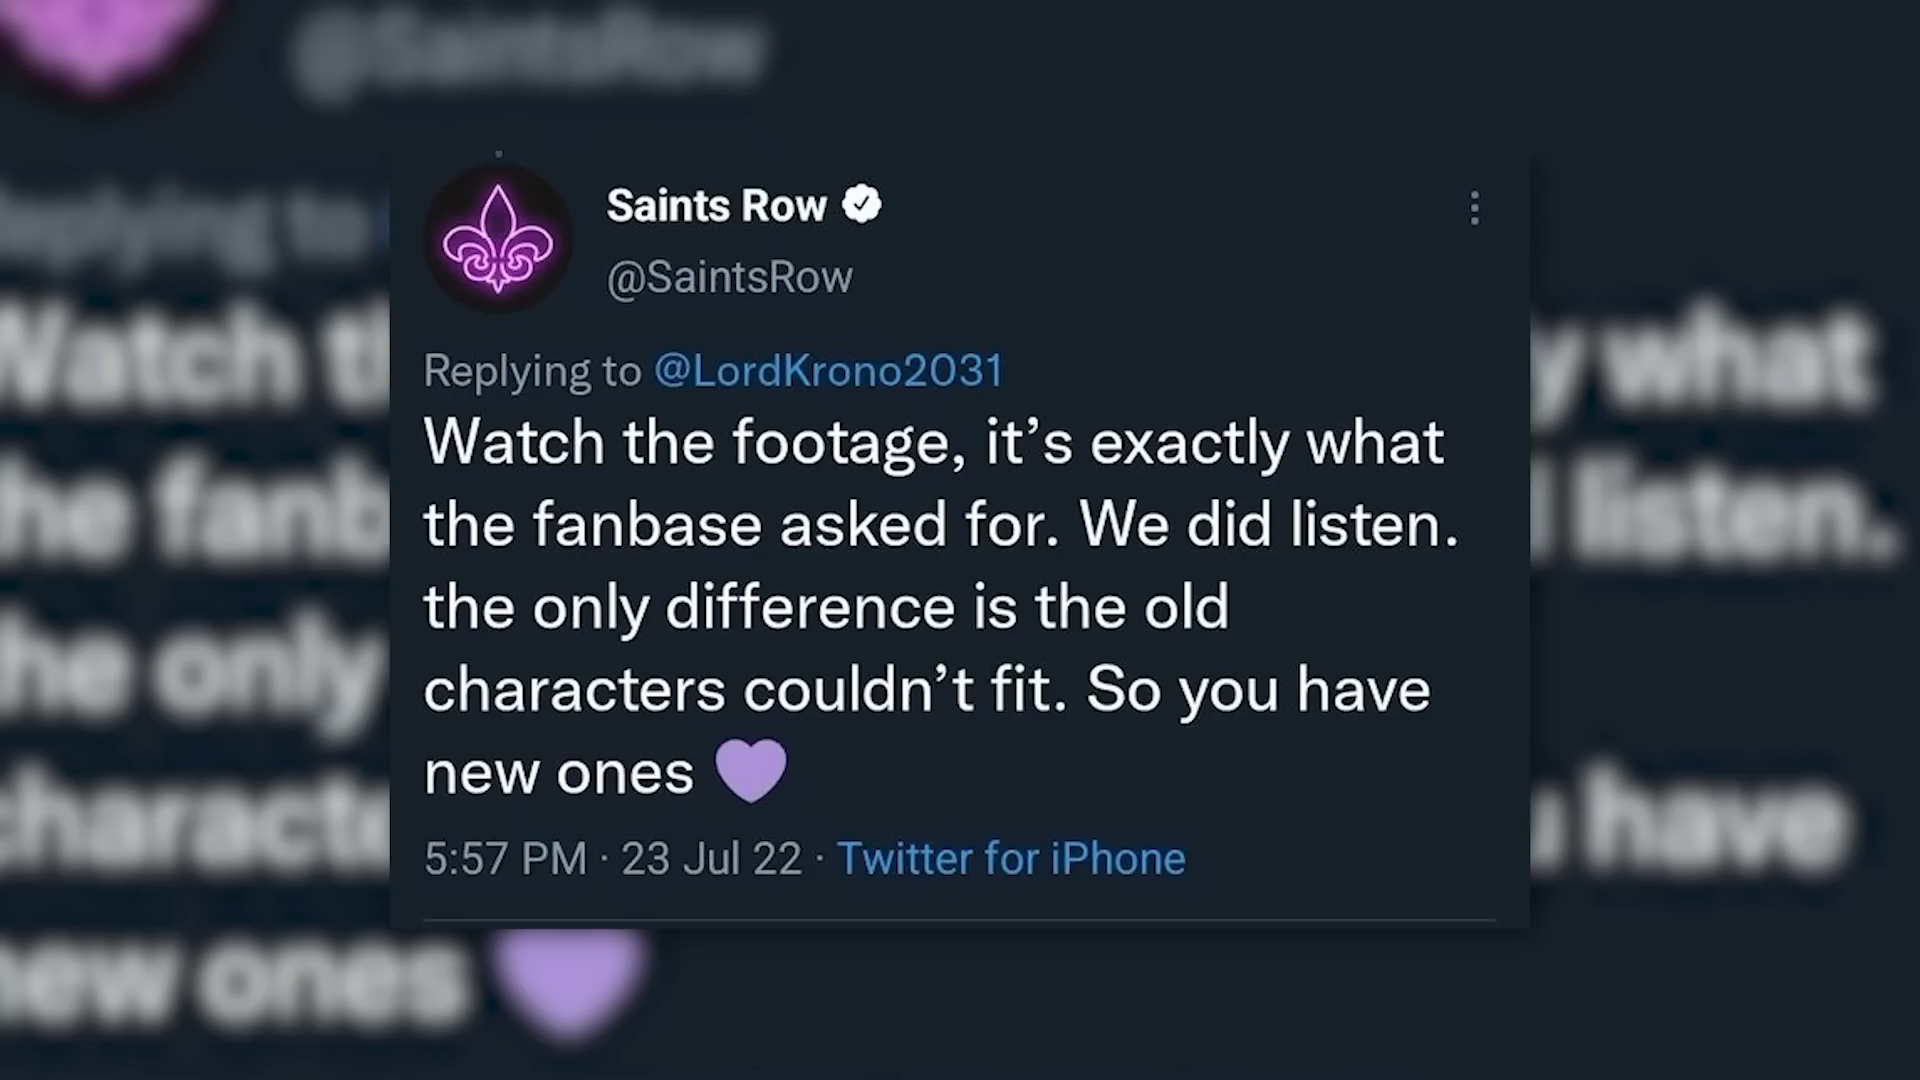 @SaintsRow
Saints Row
@SaintsRow
Replying to @LordKrono2031
Watch the footage, it’s exactly what
the fanbase asked for. We did listen.
the only difference is the old
characters couldn’t fit. So you have
new ones 💜
5:57 PM · 23 Jul 22 · Twitter for iPhone